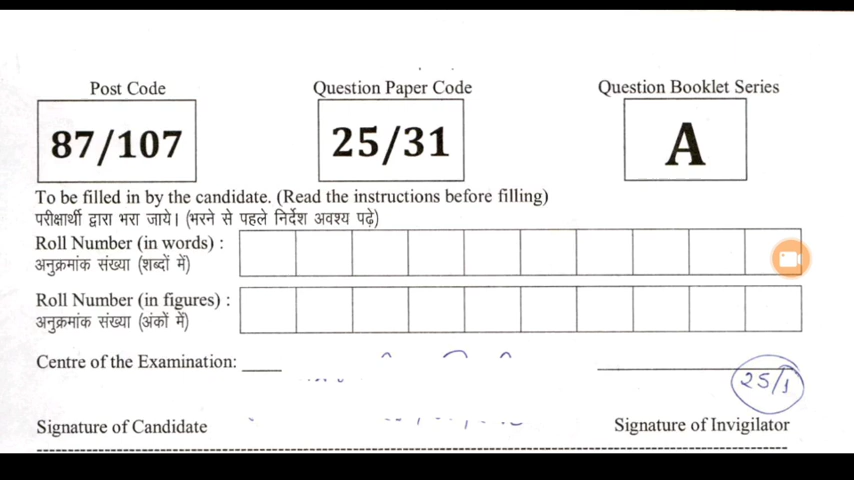 Post Code Question Paper Code Question Booklet Series
87/107 25/31 A
To be filled in by the candidate. (Read the instructions before filling)
परीक्षार्थी द्वारा भरा जाये। (भरने से पहले निर्देश अवश्य पढ़े)
Roll Number (in words) :
अनुक्रमांक संख्या (शब्दों में)
Roll Number (in figures) :
अनुक्रमांक संख्या (अंकों में)
Centre of the Examination:
25/1
Signature of Candidate Signature of Invigilator